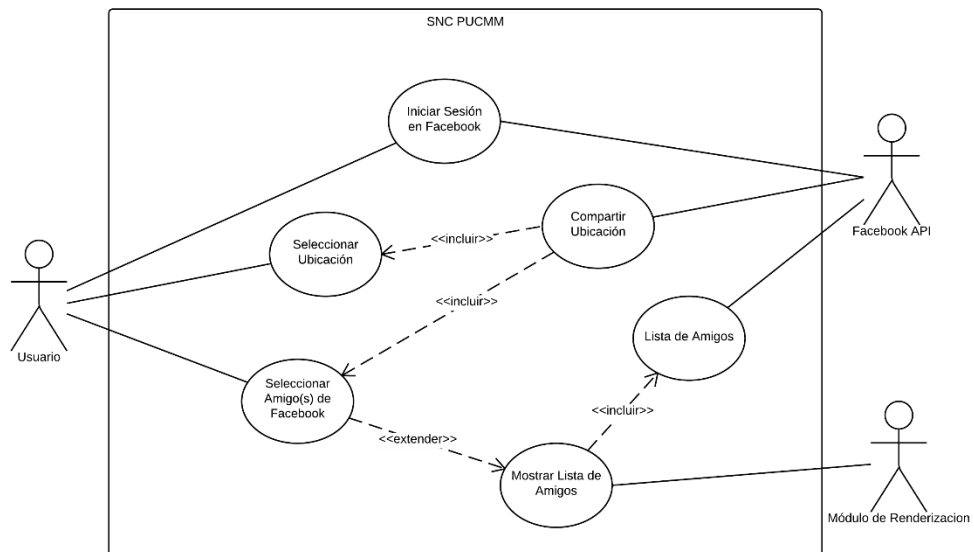 SNC PUCMM
Iniciar Sesión
en Facebook
Compartir
Ubicación
Facebook API
Seleccionar
Ubicación
<<incluir>>
<<incluir>>
Usuario
Lista de Amigos
Seleccionar
Amigo(s) de
Facebook
<<incluir>>
<<extender>>
Mostrar Lista de
Amigos
Módulo de Renderizacion